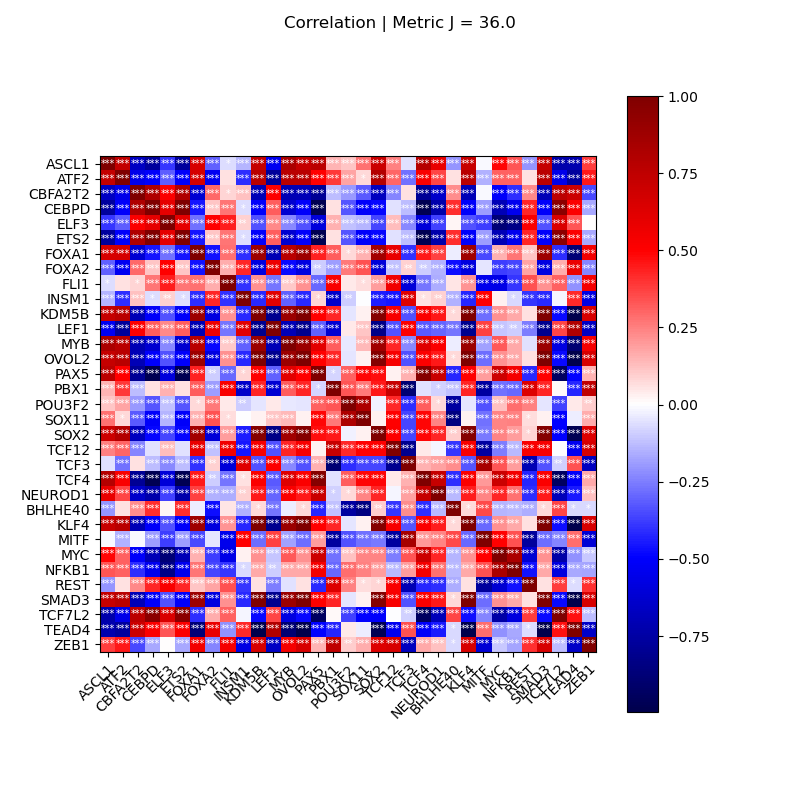 Correlation | Metric J = 36.0
ASCL1
ATF2
CBFA2T2
CEBPD
ELF3
ETS2
FOXA1
FOXA2
FLI1
INSM1
KDM5B
LEF1
MYB
OVOL2
PAX5
PBX1
POU3F2
SOX11
SOX2
TCF12
TCF3
TCF4
NEUROD1
BHLHE40
KLF4
MITF
MYC
NFKB1
REST
SMAD3
TCF7L2
TEAD4
ZEB1
ASCL1
ATF2
CBFA2T2
CEBPD
ELF3
ETS2
FOXA1
FOXA2
FLI1
INSM1
KDM5B
LEF1
MYB
OVOL2
PAX5
PBX1
POU3F2
SOX11
SOX2
TCF12
TCF3
TCF4
NEUROD1
BHLHE40
KLF4
MITF
MYC
NFKB1
REST
SMAD3
TCF7L2
TEAD4
ZEB1
1.00
0.75
0.50
0.25
0.00
−0.25
−0.50
−0.75